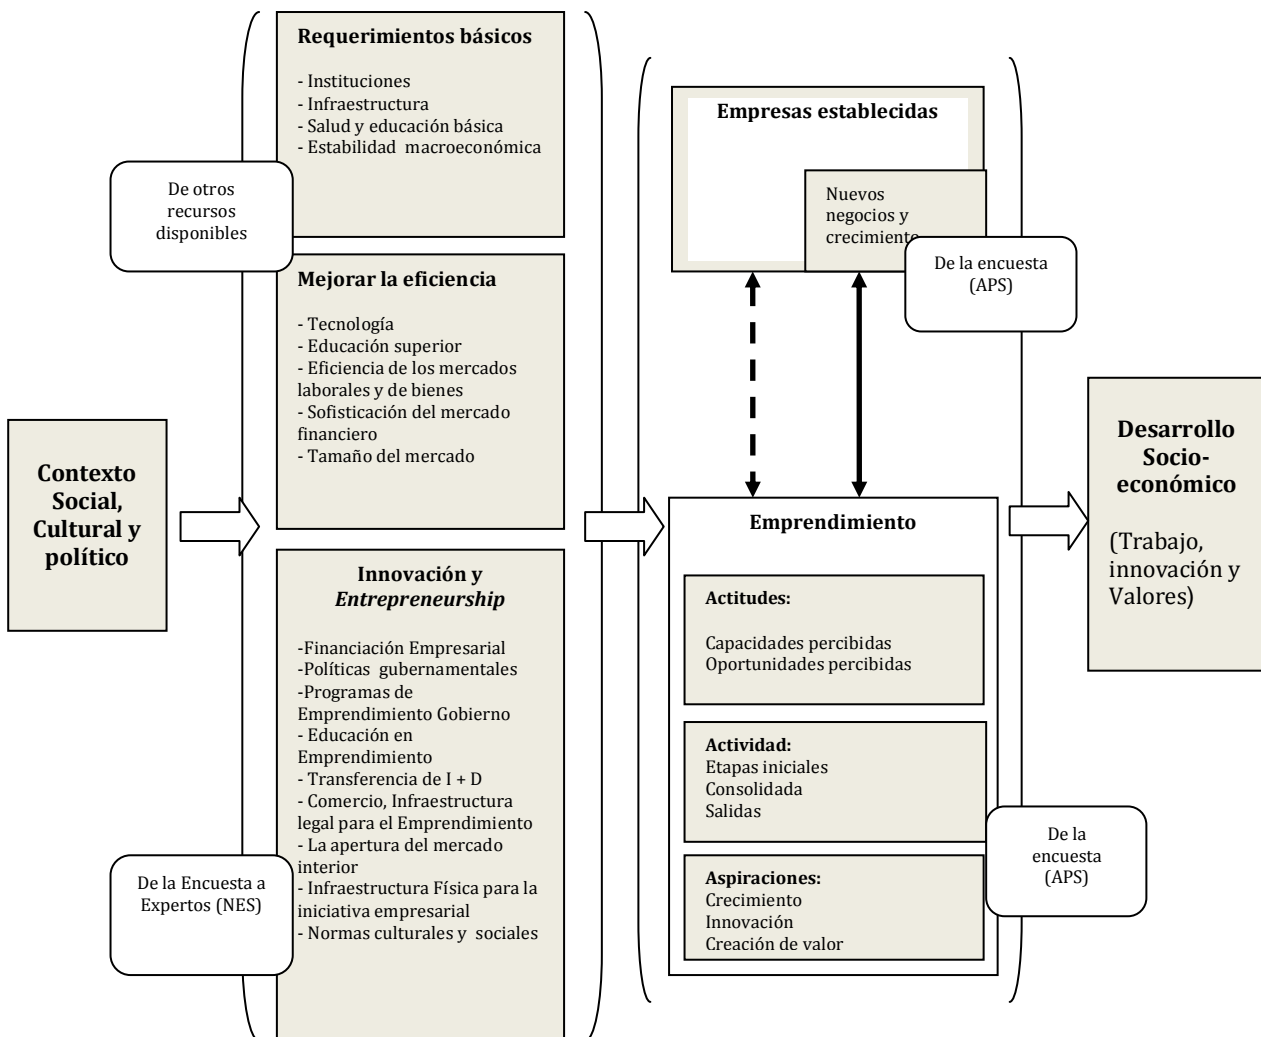 Contexto
Social,
Cultural y
político
Requerimientos básicos
- Instituciones
- Infraestructura
- Salud y educación básica
- Estabilidad macroeconómica
De otros
recursos
disponibles
Mejorar la eficiencia
- Tecnología
- Educación superior
- Eficiencia de los mercados
laborales y de bienes
- Sofisticación del mercado
financiero
- Tamaño del mercado
Innovación y
Entrepreneurship
-Financiación Empresarial
-Políticas gubernamentales
-Programas de
Emprendimiento Gobierno
- Educación en
Emprendimiento
- Transferencia de I + D
- Comercio, Infraestructura
legal para el Emprendimiento
- La apertura del mercado
interior
- Infraestructura Física para la
iniciativa empresarial
- Normas culturales y sociales
De la Encuesta a
Expertos (NES)
Empresas establecidas
Nuevos
negocios y
crecimiento
De la encuesta
(APS)
Emprendimiento
Actitudes:
Capacidades percibidas
Oportunidades percibidas
Actividad:
Etapas iniciales
Consolidada
Salidas
Aspiraciones:
Crecimiento
Innovación
Creación de valor
De la
encuesta
(APS)
Desarrollo
Socio-
económico
(Trabajo,
innovación y
Valores)